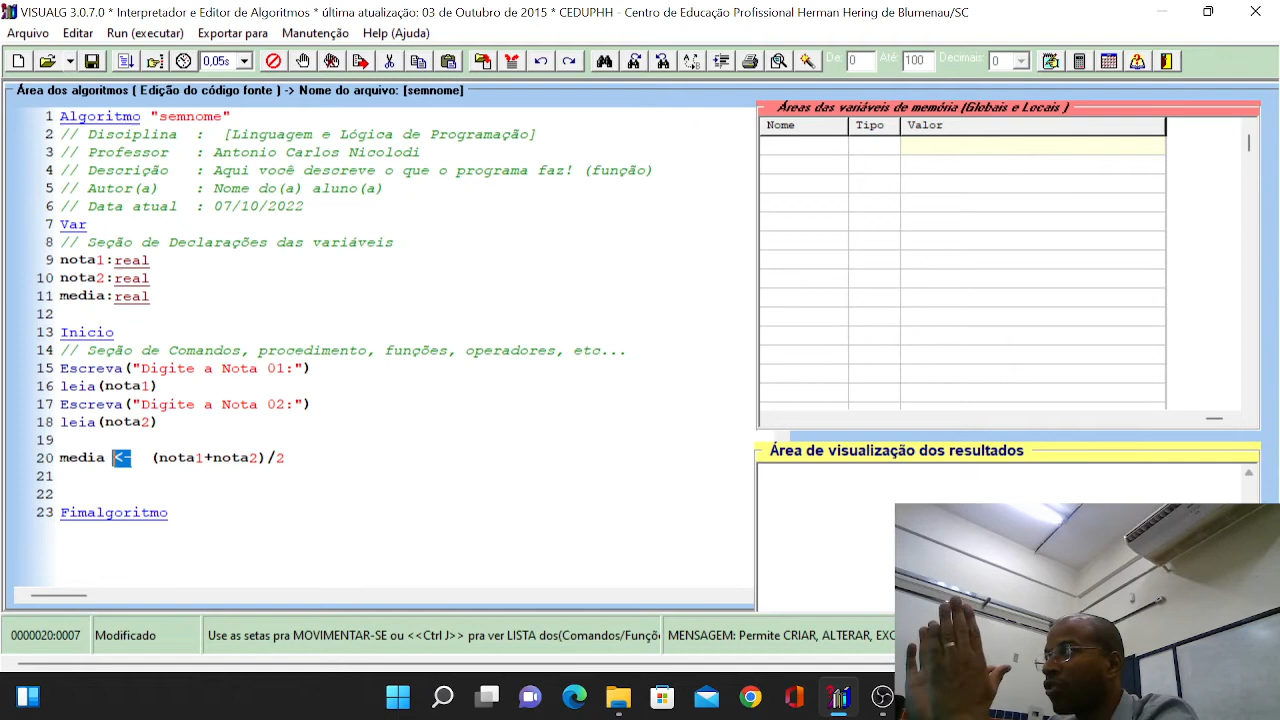 VISUALG 3.0.7.0 * Interpretador e Editor de Algoritmos * última atualização: 03 de Outubro de 2015 * CEDUPHH - Centro de Educação Profissional Herman Hering de Blumenau/SC
Arquivo Editar Run (executar) Exportar para Manutenção Help (Ajuda)
0,05s De: 0 Até: 100 Decimais: 0
Área dos algoritmos ( Edição do código fonte ) -> Nome do arquivo: [semnome]
Áreas das variáveis de memória (Globais e Locais )
Nome Tipo Valor
1 Algoritmo "semnome"
2 // Disciplina : [Linguagem e Lógica de Programação]
3 // Professor : Antonio Carlos Nicolodi
4 // Descrição : Aqui você descreve o que o programa faz! (função)
5 // Autor(a) : Nome do(a) aluno(a)
6 // Data atual : 07/10/2022
7 Var
8 // Seção de Declarações das variáveis
9 nota1:real
10 nota2:real
11 media:real
12
13 Inicio
14 // Seção de Comandos, procedimento, funções, operadores, etc...
15 Escreva("Digite a Nota 01:")
16 leia(nota1)
17 Escreva("Digite a Nota 02:")
18 leia(nota2)
19
20 media <- (nota1+nota2)/2
21
22
23 Fimalgoritmo
Área de visualização dos resultados
0000020:0007 Modificado Use as setas pra MOVIMENTAR-SE ou <<Ctrl J>> pra ver LISTA dos(Comandos/Funçõe MENSAGEM: Permite CRIAR, ALTERAR, EXC